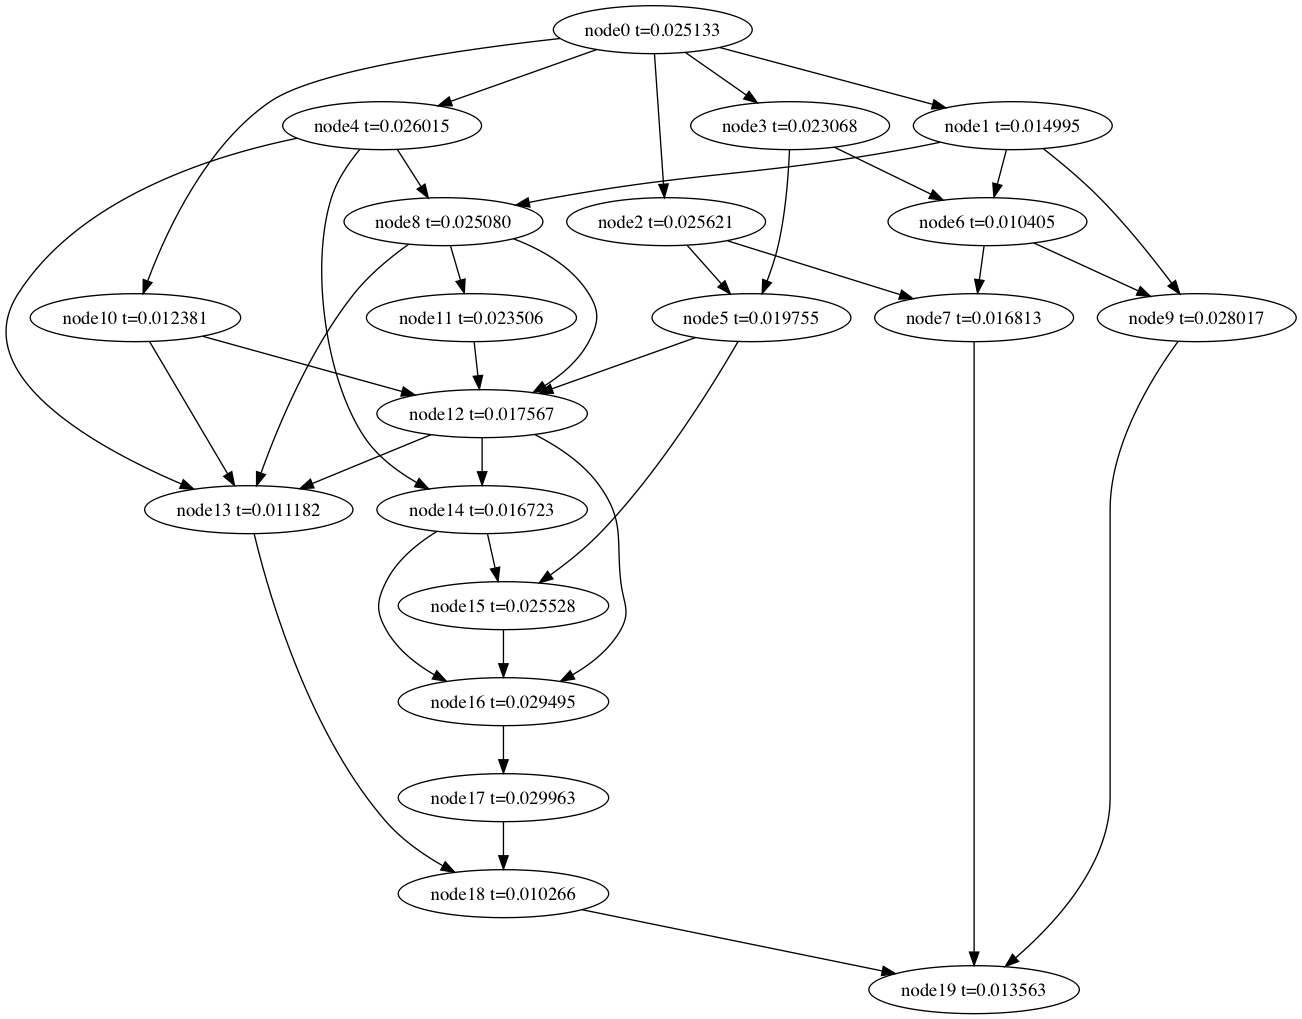 node0 t=0.025133
node4 t=0.026015
node3 t=0.023068
node1 t=0.014995
node8 t=0.025080
node2 t=0.025621
node6 t=0.010405
node10 t=0.012381
node11 t=0.023506
node5 t=0.019755
node7 t=0.016813
node9 t=0.028017
node12 t=0.017567
node13 t=0.011182
node14 t=0.016723
node15 t=0.025528
node16 t=0.029495
node17 t=0.029963
node18 t=0.010266
node19 t=0.013563